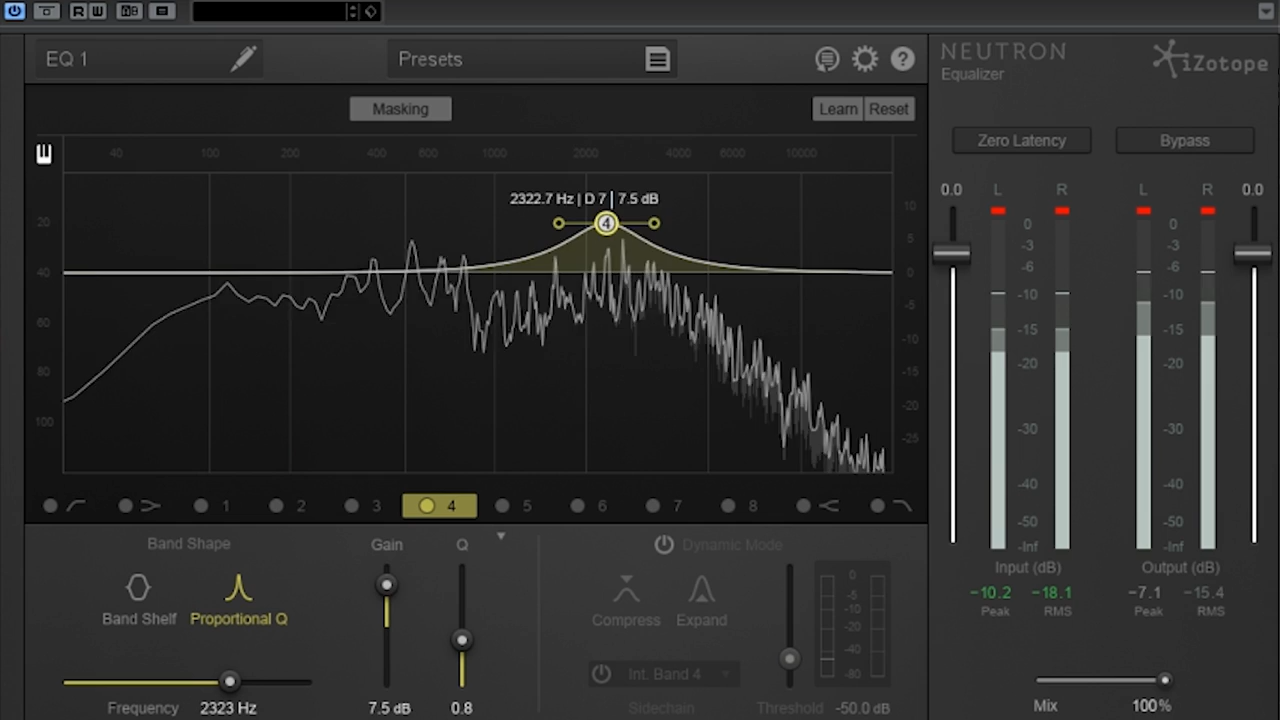 R W
EQ 1 Presets ?
NEUTRON
Equalizer
iZotope
Masking Learn Reset
Zero Latency Bypass
40 100 200 400 600 1000 2000 4000 6000 10000
2322.7 Hz | D 7 | 7.5 dB
4
20
40
60
80
100
10
5
0
-5
-10
-15
-20
-25
0.0 L R L R 0.0
0 0
-3 -3
-6 -6
-10 -10
-15 -15
-20 -20
-30 -30
-40 -40
-50 -50
-Inf -Inf
Input (dB) Output (dB)
-10.2 -18.1 -7.1 -15.4
Peak RMS Peak RMS
1 2 3 4 5 6 7 8
Band Shape Gain Q Dynamic Mode
Band Shelf Proportional Q
Compress Expand
0
-5
-10
-20
-40
-80
Int. Band 4
Frequency 2323 Hz 7.5 dB 0.8 Sidechain Threshold -50.0 dB
Mix 100%